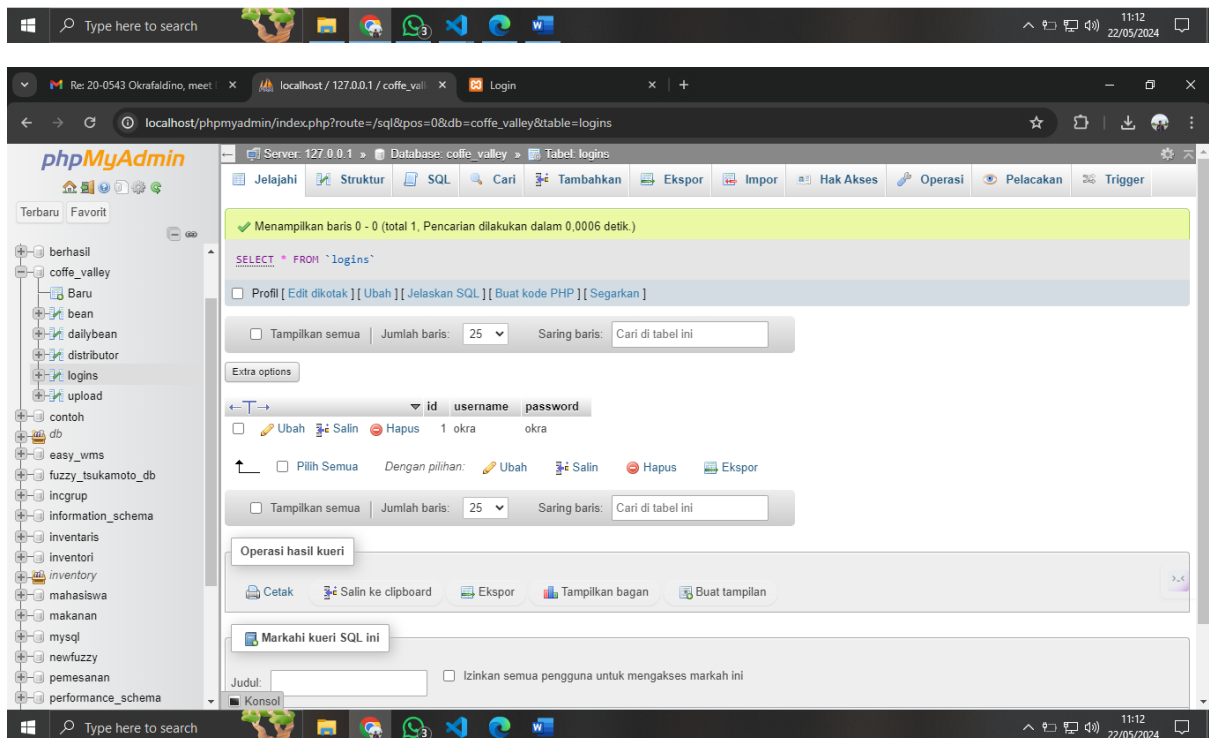 Type here to search
3
11:12
22/05/2024
Re: 20-0543 Okrafaldino, meet
localhost / 127.0.0.1 / coffe_vall
Login
localhost/phpmyadmin/index.php?route=/sql&pos=0&db=coffe_valley&table=logins
phpMyAdmin
Terbaru Favorit
berhasil
coffe_valley
Baru
bean
dailybean
distributor
logins
upload
contoh
db
easy_wms
fuzzy_tsukamoto_db
incgrup
information_schema
inventaris
inventori
inventory
mahasiswa
makanan
mysql
newfuzzy
pemesanan
performance_schema
Server: 127.0.0.1 » Database: coffe_valley » Tabel: logins
Jelajahi Struktur SQL Cari Tambahkan Ekspor Impor Hak Akses Operasi Pelacakan Trigger
Menampilkan baris 0 - 0 (total 1, Pencarian dilakukan dalam 0,0006 detik.)
SELECT * FROM `logins`
Profil [ Edit dikotak ] [ Ubah ] [ Jelaskan SQL ] [ Buat kode PHP ] [ Segarkan ]
Tampilkan semua | Jumlah baris: 25 Saring baris: Cari di tabel ini
Extra options
←T→ id username password
Ubah Salin Hapus 1 okra okra
Pilih Semua Dengan pilihan: Ubah Salin Hapus Ekspor
Tampilkan semua | Jumlah baris: 25 Saring baris: Cari di tabel ini
Operasi hasil kueri
Cetak Salin ke clipboard Ekspor Tampilkan bagan Buat tampilan
Markahi kueri SQL ini
Judul: Izinkan semua pengguna untuk mengakses markah ini
Konsol
Type here to search
3
11:12
22/05/2024